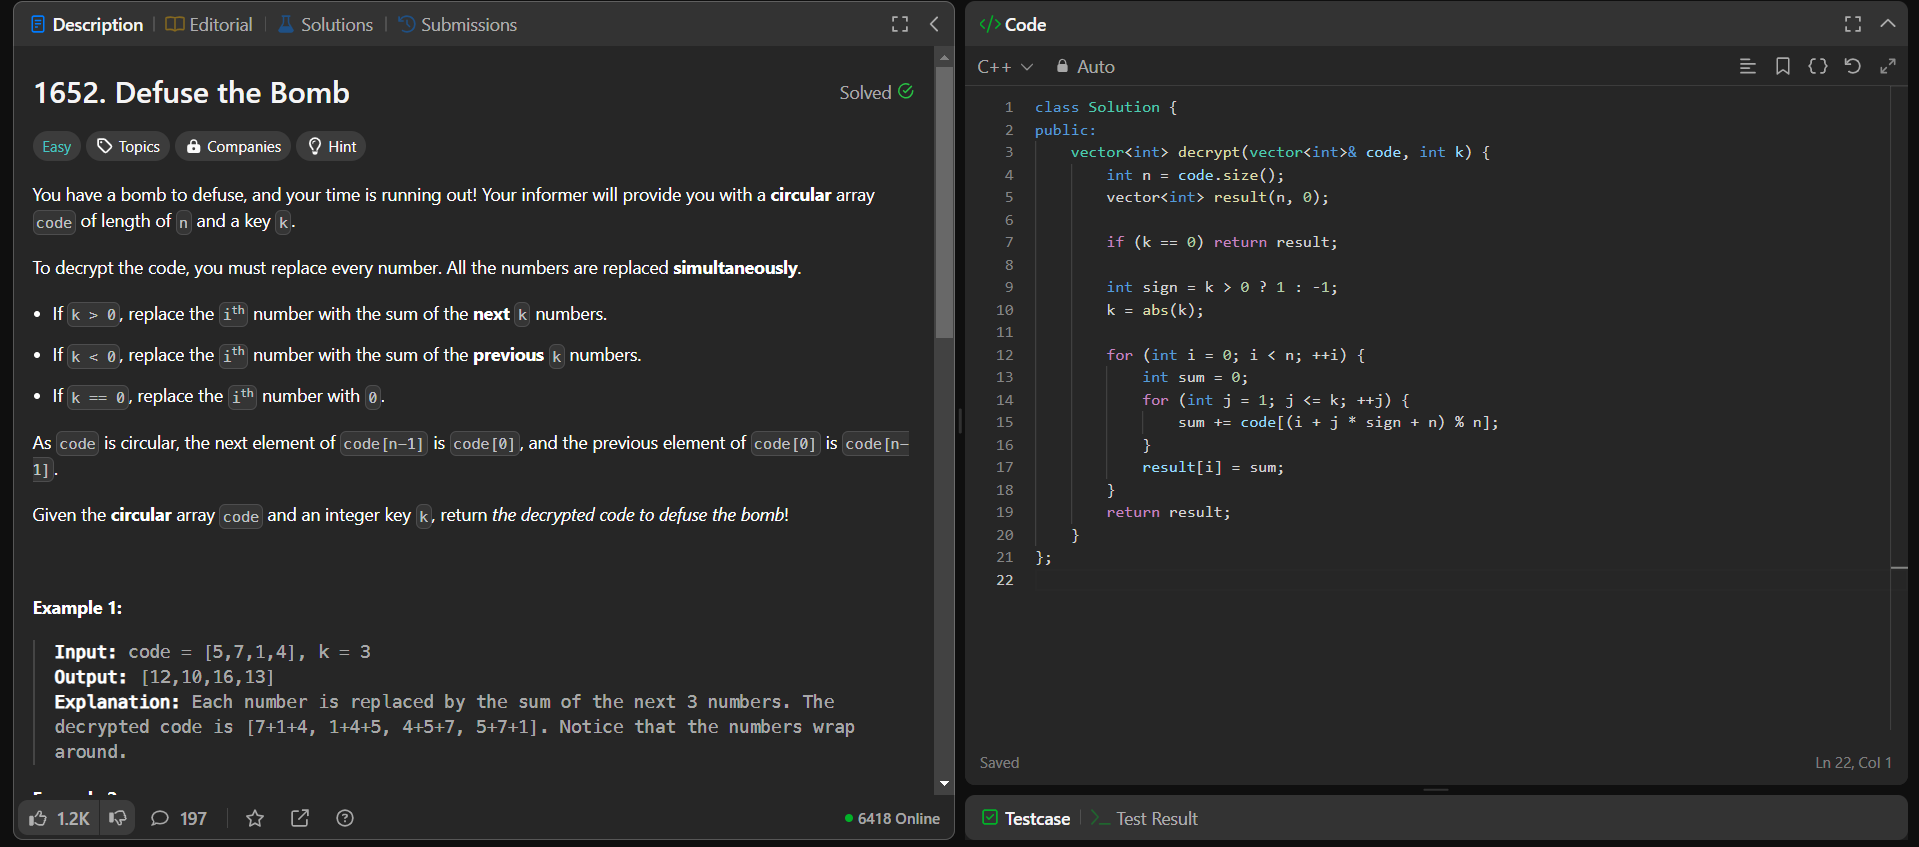 Description
Editorial
Solutions
Submissions
1652. Defuse the Bomb
Solved
Easy
Topics
Companies
Hint
You have a bomb to defuse, and your time is running out! Your informer will provide you with a circular array
code of length of n and a key k.
To decrypt the code, you must replace every number. All the numbers are replaced simultaneously.
• If k > 0, replace the ith number with the sum of the next k numbers.
• If k < 0, replace the ith number with the sum of the previous k numbers.
• If k == 0, replace the ith number with 0.
As code is circular, the next element of code[n-1] is code[0], and the previous element of code[0] is code[n-
1].
Given the circular array code and an integer key k, return the decrypted code to defuse the bomb!
Example 1:
Input: code = [5,7,1,4], k = 3
Output: [12,10,16,13]
Explanation: Each number is replaced by the sum of the next 3 numbers. The
decrypted code is [7+1+4, 1+4+5, 4+5+7, 5+7+1]. Notice that the numbers wrap
around.
1.2K
197
6418 Online
</> Code
C++
Auto
1 class Solution {
2 public:
3 vector<int> decrypt(vector<int>& code, int k) {
4 int n = code.size();
5 vector<int> result(n, 0);
6
7 if (k == 0) return result;
8
9 int sign = k > 0 ? 1 : -1;
10 k = abs(k);
11
12 for (int i = 0; i < n; ++i) {
13 int sum = 0;
14 for (int j = 1; j <= k; ++j) {
15 sum += code[(i + j * sign + n) % n];
16 }
17 result[i] = sum;
18 }
19 return result;
20 }
21 };
22
Saved
Ln 22, Col 1
Testcase
>_ Test Result